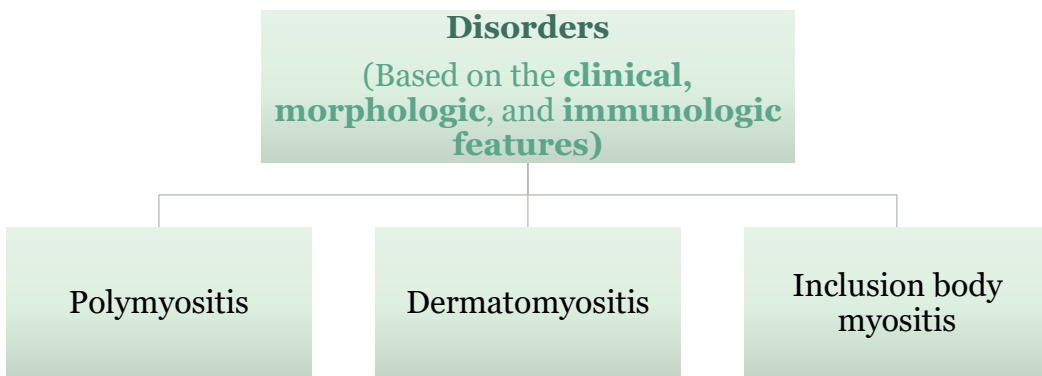 Disorders
(Based on the clinical,
morphologic, and immunologic
features)
Polymyositis
Dermatomyositis
Inclusion body
myositis